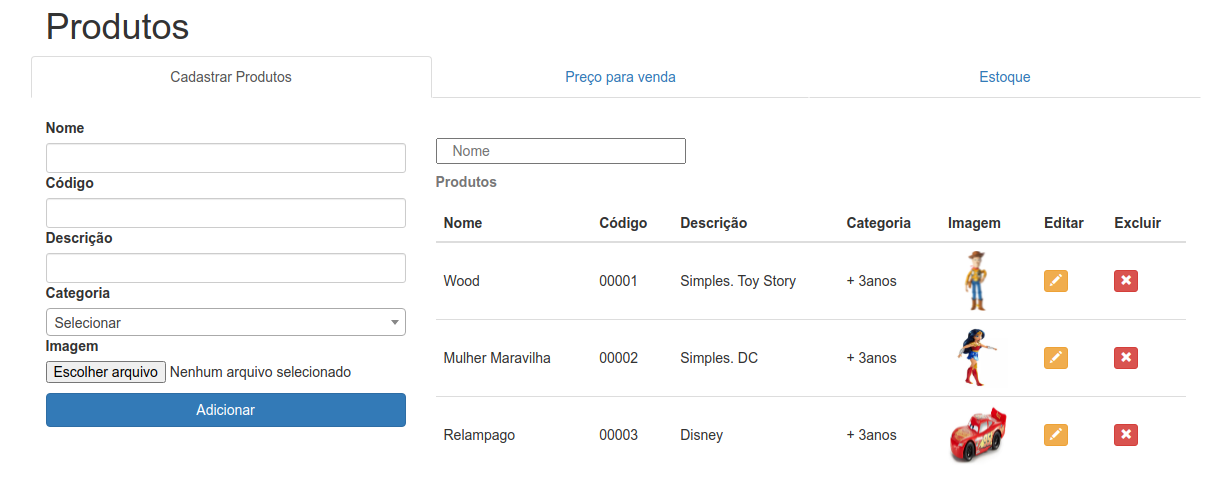 Produtos
Cadastrar Produtos
Preço para venda
Estoque
Nome
Código
Descrição
Categoria
Selecionar
Imagem
Escolher arquivo Nenhum arquivo selecionado
Adicionar
Nome
Produtos
Nome Código Descrição Categoria Imagem Editar Excluir
Wood 00001 Simples. Toy Story + 3anos
Mulher Maravilha 00002 Simples. DC + 3anos
Relampago 00003 Disney + 3anos